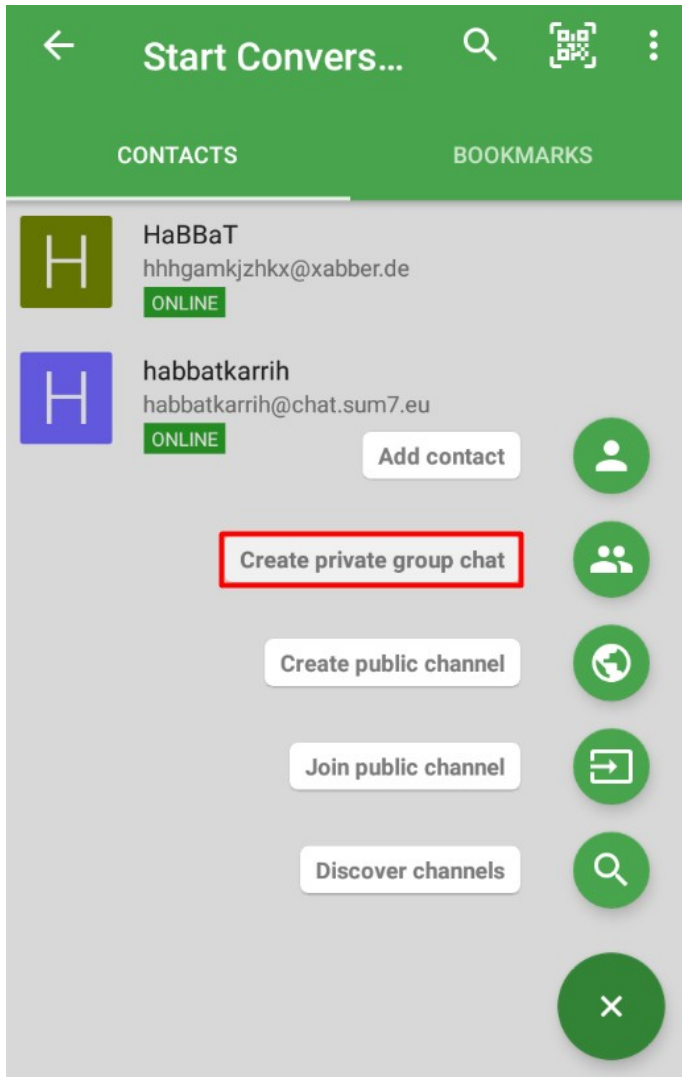 Start Convers...
CONTACTS
BOOKMARKS
H
HaBBaT
hhhgamkjzhkx@xabber.de
ONLINE
H
habbatkarrih
habbatkarrih@chat.sum7.eu
ONLINE
Add contact
Create private group chat
Create public channel
Join public channel
Discover channels